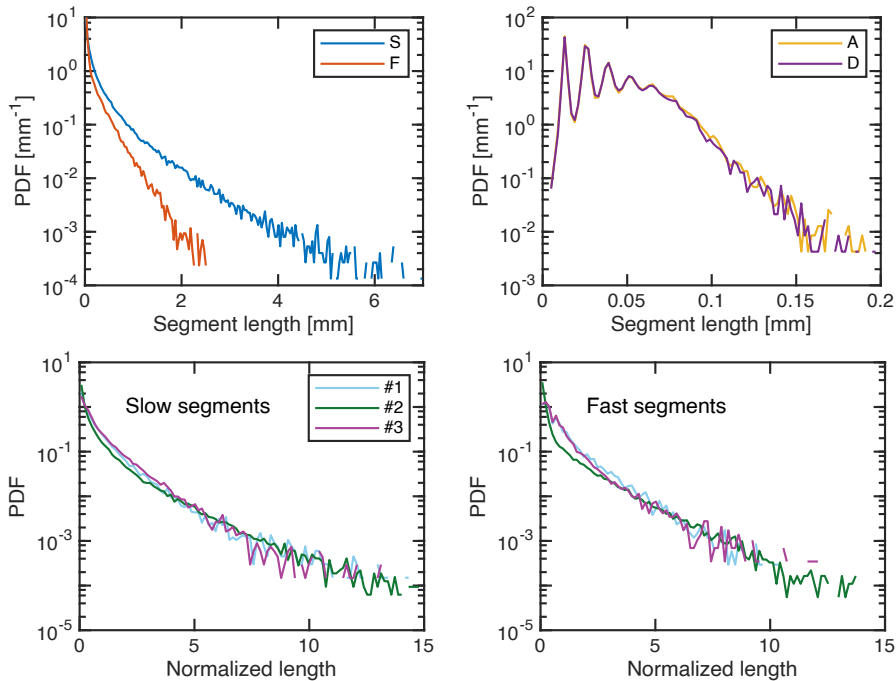 10^1
10^0
10^-1
10^-2
10^-3
10^-4
PDF [mm^-1]
0
2
4
6
Segment length [mm]
S
F
10^2
10^1
10^0
10^-1
10^-2
10^-3
PDF [mm^-1]
0
0.05
0.1
0.15
0.2
Segment length [mm]
A
D
10^1
10^-1
10^-3
10^-5
PDF
0
5
10
15
Normalized length
Slow segments
#1
#2
#3
10^1
10^-1
10^-3
10^-5
PDF
0
5
10
15
Normalized length
Fast segments